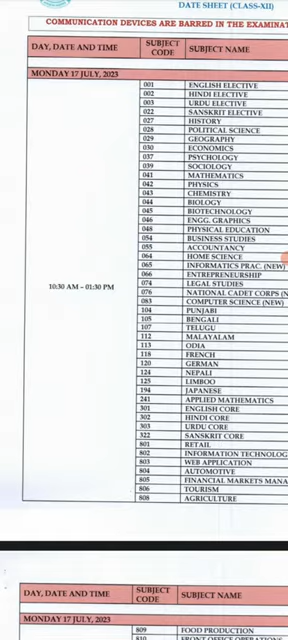 DATE SHEET (CLASS-XII)
COMMUNICATION DEVICES ARE BARRED IN THE EXAMINAT
DAY, DATE AND TIME SUBJECT CODE SUBJECT NAME
MONDAY 17 JULY, 2023
10:30 AM – 01:30 PM
001 ENGLISH ELECTIVE
002 HINDI ELECTIVE
003 URDU ELECTIVE
022 SANSKRIT ELECTIVE
027 HISTORY
028 POLITICAL SCIENCE
029 GEOGRAPHY
030 ECONOMICS
037 PSYCHOLOGY
039 SOCIOLOGY
041 MATHEMATICS
042 PHYSICS
043 CHEMISTRY
044 BIOLOGY
045 BIOTECHNOLOGY
046 ENGG. GRAPHICS
048 PHYSICAL EDUCATION
054 BUSINESS STUDIES
055 ACCOUNTANCY
064 HOME SCIENCE
065 INFORMATICS PRAC. (NEW)
066 ENTREPRENEURSHIP
074 LEGAL STUDIES
076 NATIONAL CADET CORPS (N
083 COMPUTER SCIENCE (NEW)
104 PUNJABI
105 BENGALI
107 TELUGU
112 MALAYALAM
113 ODIA
118 FRENCH
120 GERMAN
124 NEPALI
125 LIMBOO
194 JAPANESE
241 APPLIED MATHEMATICS
301 ENGLISH CORE
302 HINDI CORE
303 URDU CORE
322 SANSKRIT CORE
801 RETAIL
802 INFORMATION TECHNOLOG
803 WEB APPLICATION
804 AUTOMOTIVE
805 FINANCIAL MARKETS MANA
806 TOURISM
808 AGRICULTURE
DAY, DATE AND TIME SUBJECT CODE SUBJECT NAME
MONDAY 17 JULY, 2023
809 FOOD PRODUCTION
810 FRONT OFFICE OPERATIONS